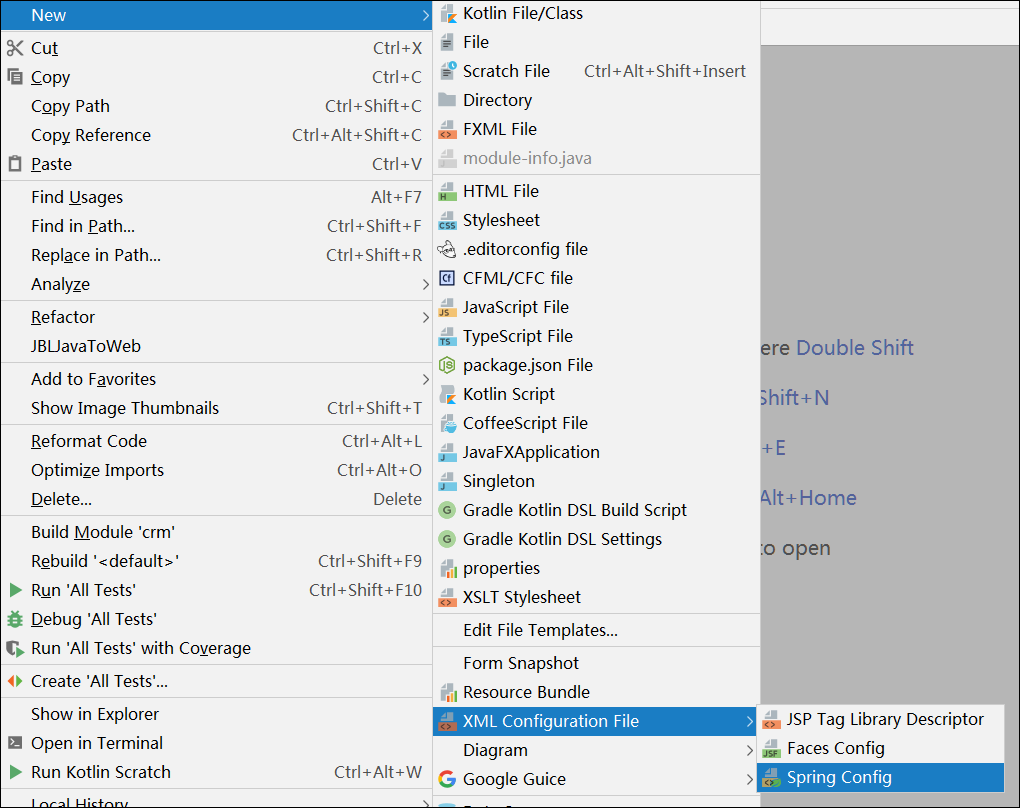 New
Cut Ctrl+X
Copy Ctrl+C
Copy Path Ctrl+Shift+C
Copy Reference Ctrl+Alt+Shift+C
Paste Ctrl+V
Find Usages Alt+F7
Find in Path... Ctrl+Shift+F
Replace in Path... Ctrl+Shift+R
Analyze
Refactor
JBLJavaToWeb
Add to Favorites
Show Image Thumbnails Ctrl+Shift+T
Reformat Code Ctrl+Alt+L
Optimize Imports Ctrl+Alt+O
Delete... Delete
Build Module 'crm'
Rebuild '<default>' Ctrl+Shift+F9
Run 'All Tests' Ctrl+Shift+F10
Debug 'All Tests'
Run 'All Tests' with Coverage
Create 'All Tests'...
Show in Explorer
Open in Terminal
Run Kotlin Scratch Ctrl+Alt+W
Local History
Kotlin File/Class
File
Scratch File Ctrl+Alt+Shift+Insert
Directory
FXML File
module-info.java
HTML File
Stylesheet
.editorconfig file
CFML/CFC file
JavaScript File
TypeScript File
package.json File
Kotlin Script
CoffeeScript File
JavaFXApplication
Singleton
Gradle Kotlin DSL Build Script
Gradle Kotlin DSL Settings
properties
XSLT Stylesheet
Edit File Templates...
Form Snapshot
Resource Bundle
XML Configuration File
Diagram
Google Guice
JSP Tag Library Descriptor
Faces Config
Spring Config
ere Double Shift
Shift+N
+E
Alt+Home
to open